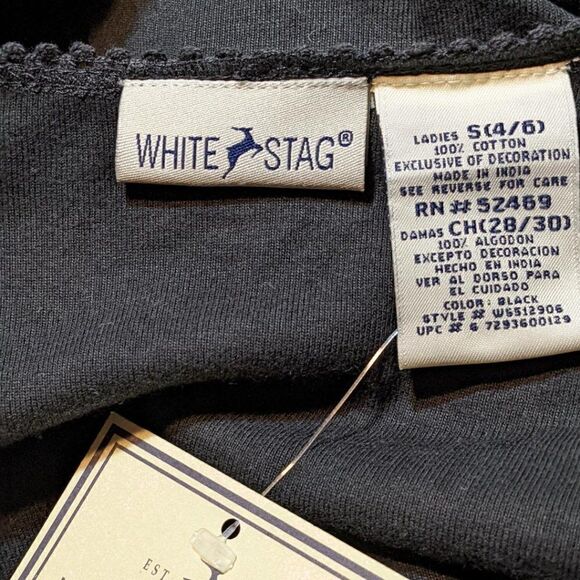 WHITE STAG®
LADIES S(4/6)
100% COTTON
EXCLUSIVE OF DECORATION
MADE IN INDIA
SEE REVERSE FOR CARE
RN # 52469
DAMAS CH(28/30)
100% ALGODON
EXCEPTO DECORACION
HECHO EN INDIA
VER AL DORSO PARA
EL CUIDADO
COLOR: BLACK
STYLE # WS512906
UPC # 6 7293600129
EST.